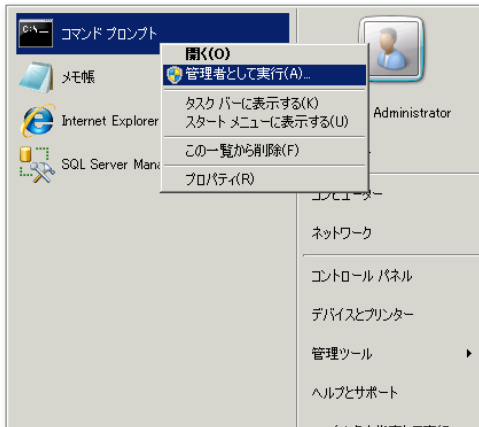 C:\
コマンド プロンプト
メモ帳
Internet Explorer
SQL Server Mana
開く(O)
管理者として実行(A)...
タスク バーに表示する(K)
スタート メニューに表示する(U)
この一覧から削除(F)
プロパティ(R)
Administrator
コンピューター
ネットワーク
コントロール パネル
デバイスとプリンター
管理ツール
ヘルプとサポート